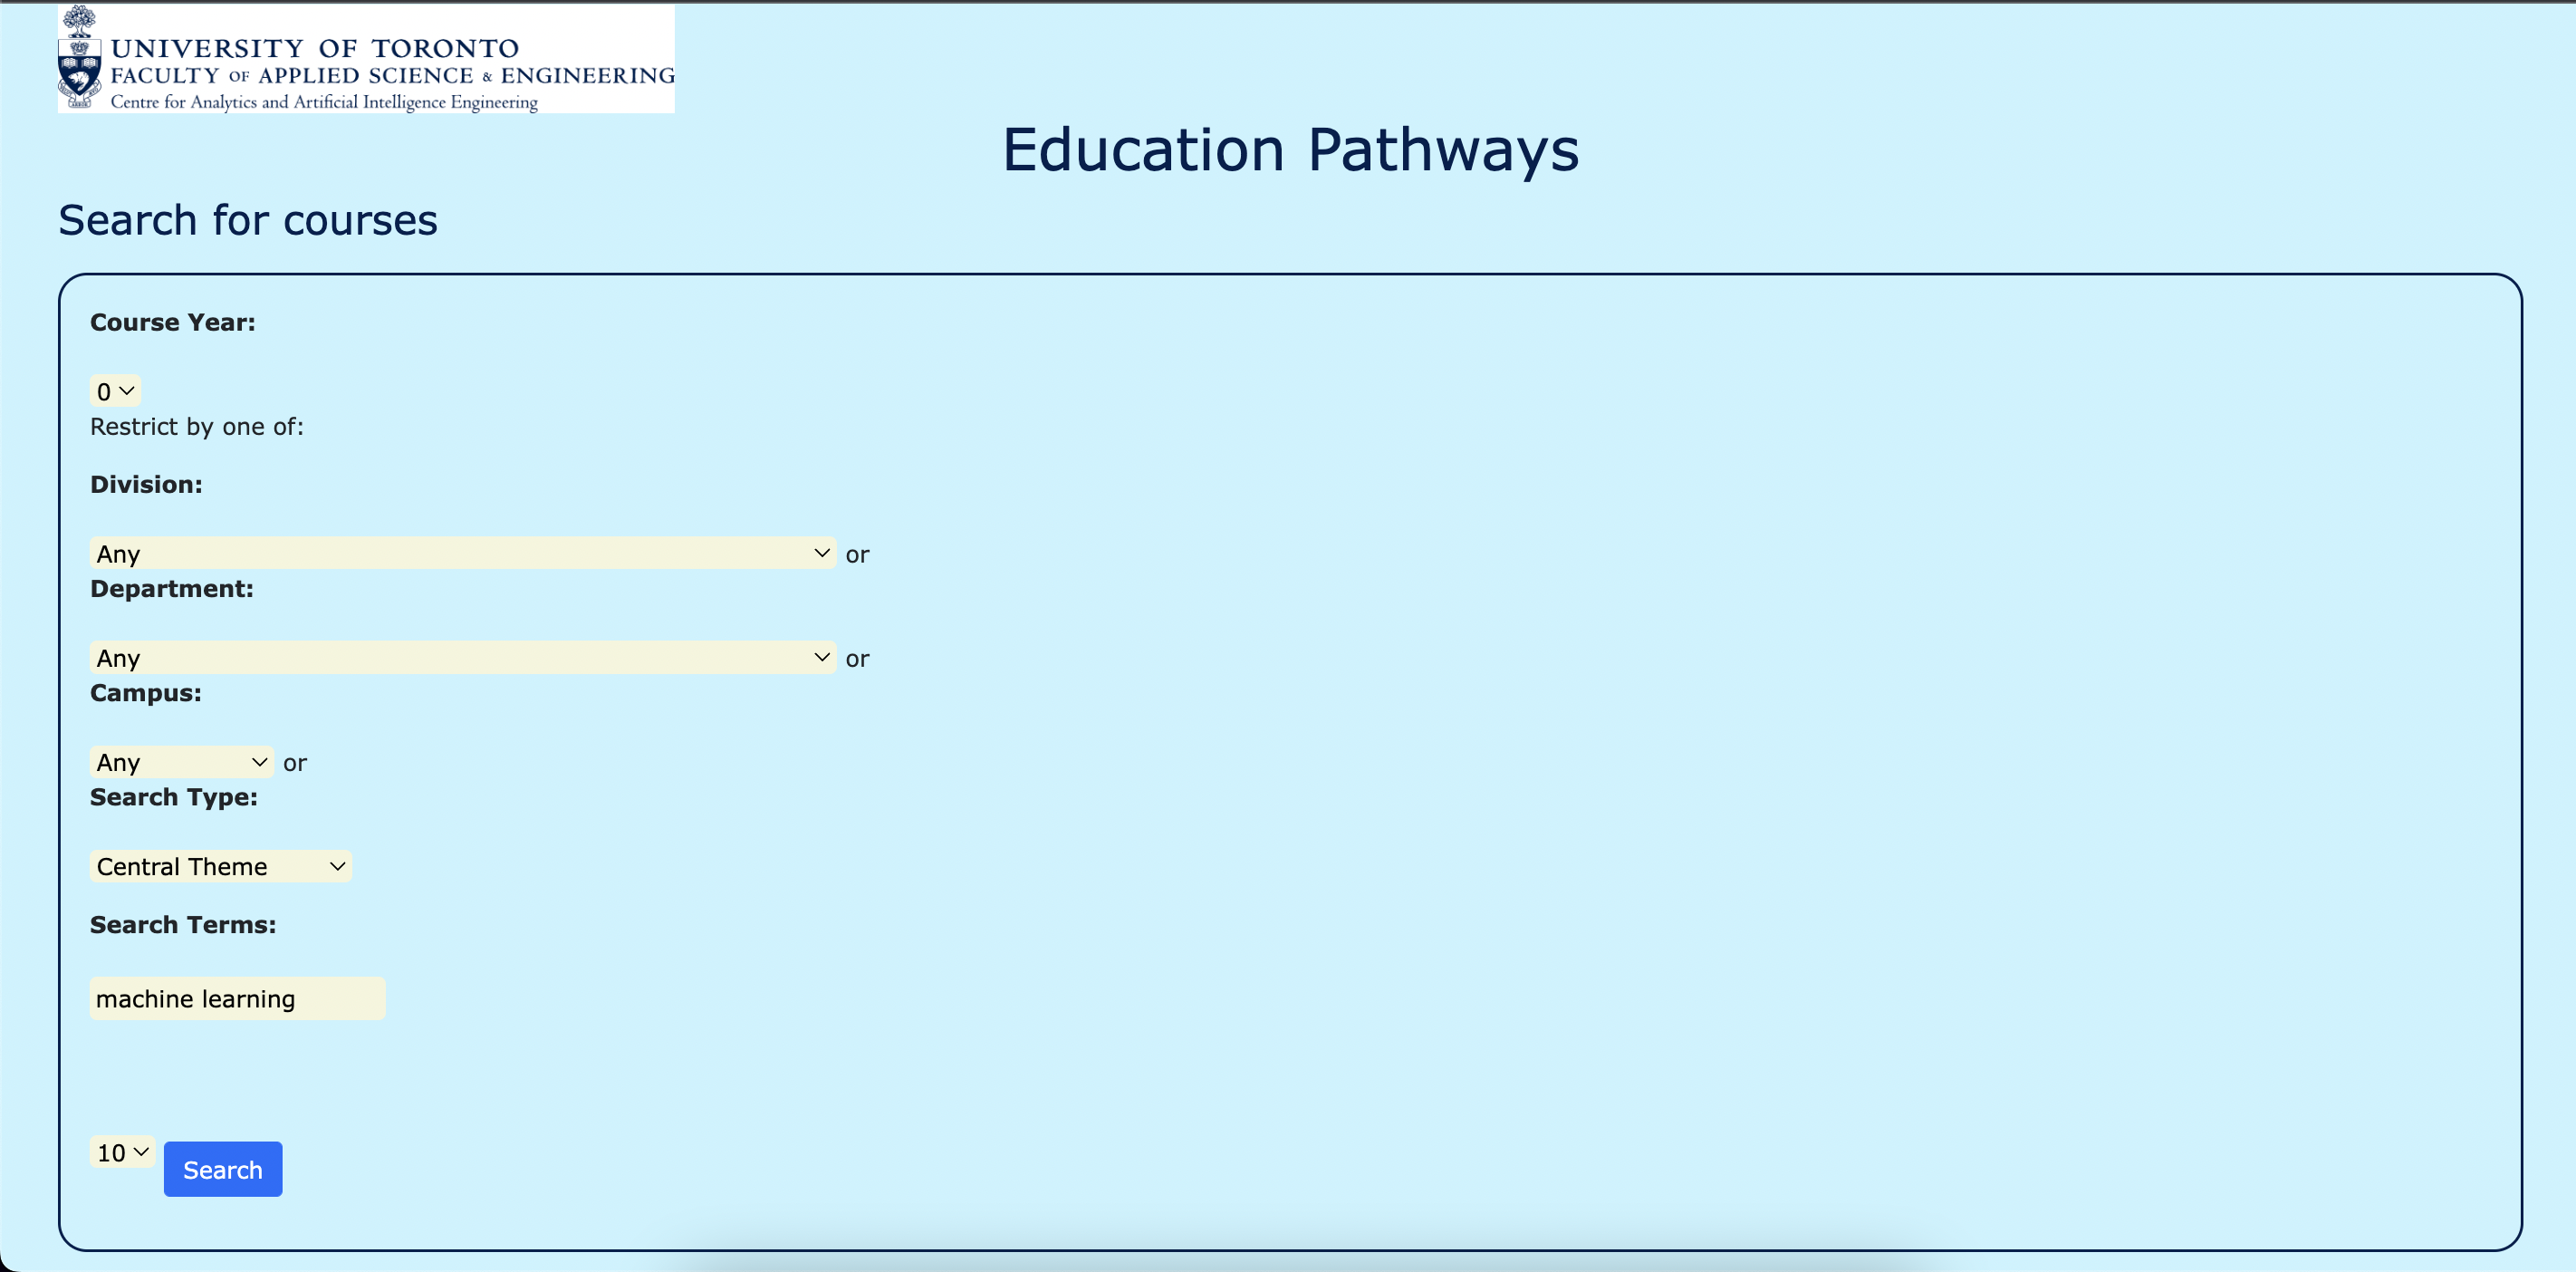 UNIVERSITY OF TORONTO
FACULTY OF APPLIED SCIENCE & ENGINEERING
Centre for Analytics and Artificial Intelligence Engineering
Education Pathways
Search for courses
Course Year:
0
Restrict by one of:
Division:
Any or
Department:
Any or
Campus:
Any or
Search Type:
Central Theme
Search Terms:
machine learning
10 Search